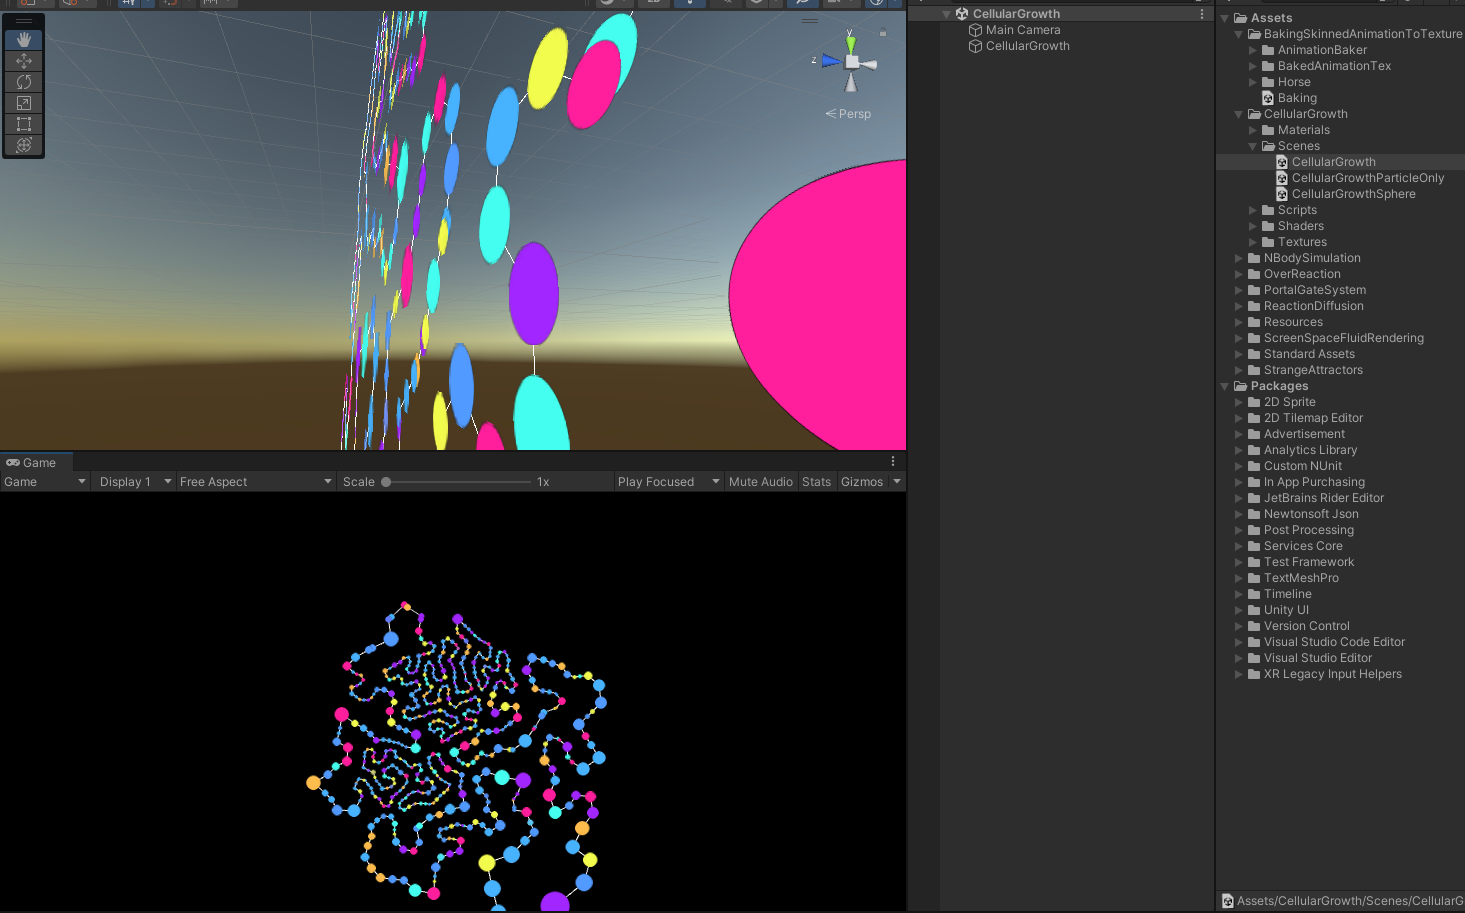 y
z
Persp
Game
Game Display 1 Free Aspect Scale 1x Play Focused Mute Audio Stats Gizmos
CellularGrowth
Main Camera
CellularGrowth
Assets
BakingSkinnedAnimationToTexture
AnimationBaker
BakedAnimationTex
Horse
Baking
CellularGrowth
Materials
Scenes
CellularGrowth
CellularGrowthParticleOnly
CellularGrowthSphere
Scripts
Shaders
Textures
NBodySimulation
OverReaction
PortalGateSystem
ReactionDiffusion
Resources
ScreenSpaceFluidRendering
Standard Assets
StrangeAttractors
Packages
2D Sprite
2D Tilemap Editor
Advertisement
Analytics Library
Custom NUnit
In App Purchasing
JetBrains Rider Editor
Newtonsoft Json
Post Processing
Services Core
Test Framework
TextMeshPro
Timeline
Unity UI
Version Control
Visual Studio Code Editor
Visual Studio Editor
XR Legacy Input Helpers
Assets/CellularGrowth/Scenes/CellularG